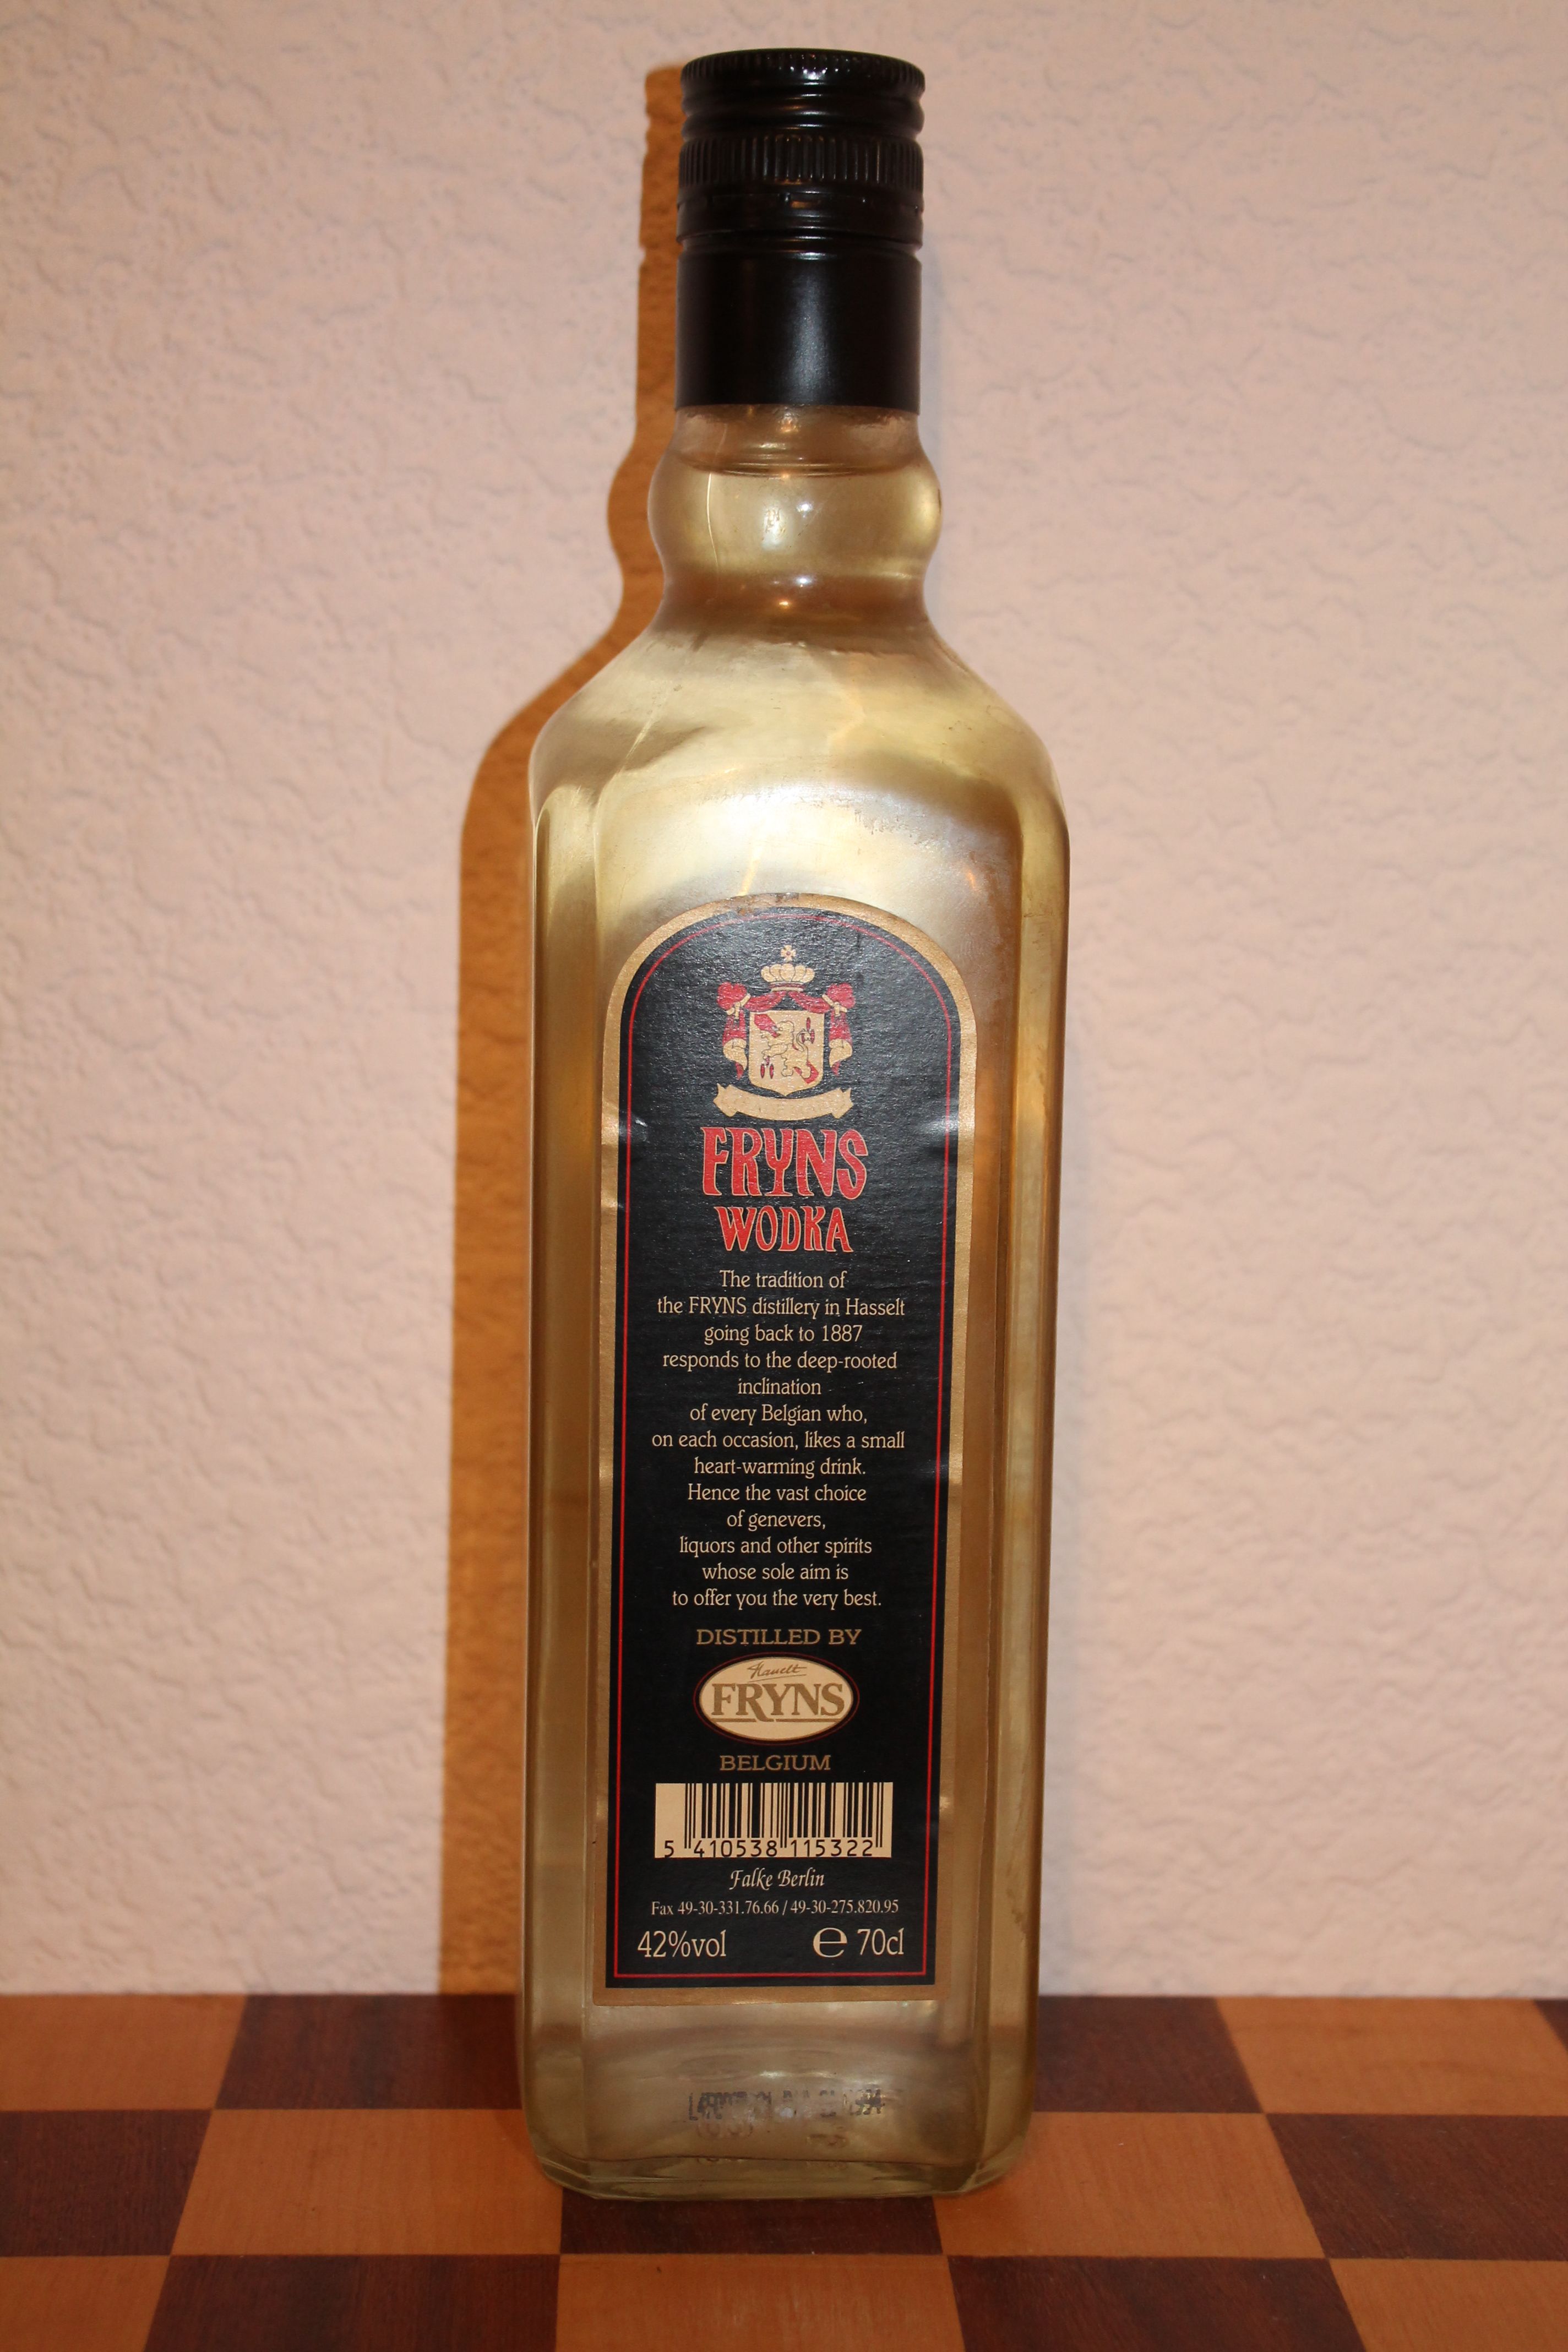 FRYNS
WODKA
The tradition of
the FRYNS distillery in Hasselt
going back to 1887
responds to the deep-rooted
inclination
of every Belgian who,
on each occasion, likes a small
heart-warming drink.
Hence the vast choice
of genevers,
liquors and other spirits
whose sole aim is
to offer you the very best.
DISTILLED BY
Hasselt
FRYNS
BELGIUM
5 410538 115322
Falke Berlin
Fax 49-30-331.76.66 / 49-30-275.820.95
42%vol e 70cl